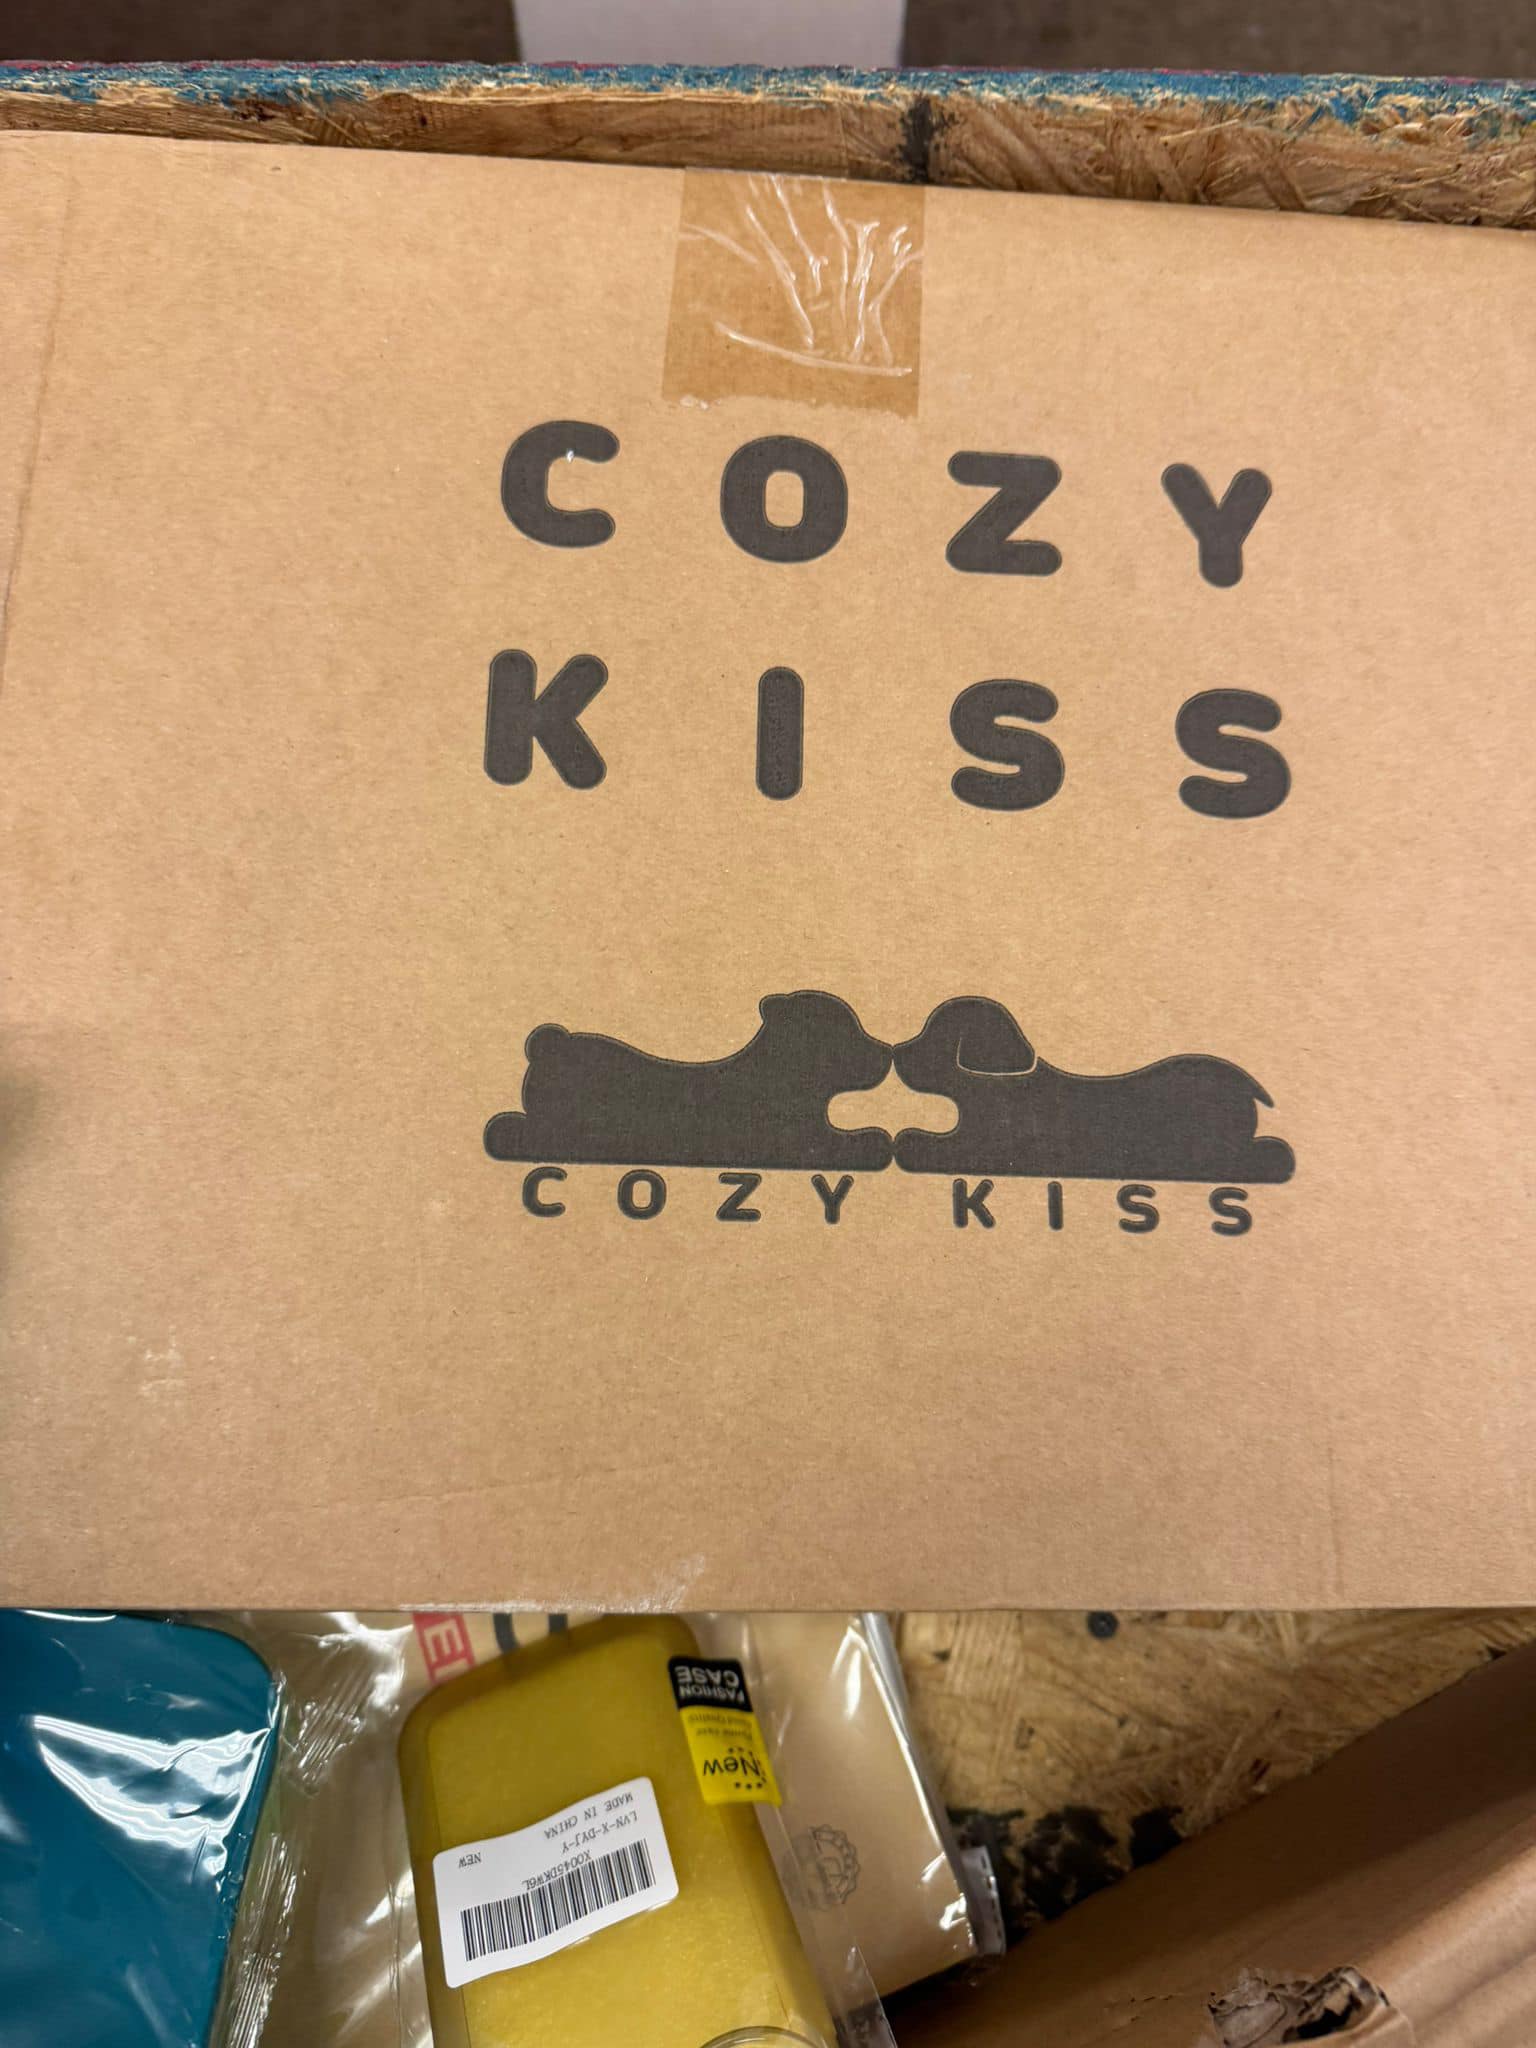 COZY
KISS
COZY KISS
FASHION
CASE
New
LVN-X-DYJ-Y
MADE IN CHINA
NEW